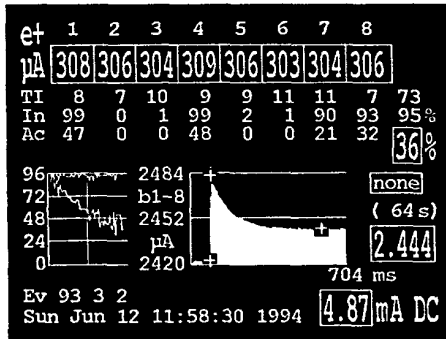 e+ 1 2 3 4 5 6 7 8
µA 308 306 304 309 306 303 304 306
TI 8 7 10 9 9 11 11 7 73
In 99 0 1 99 2 1 90 93 95%
Ac 47 0 0 48 0 0 21 32 36%
96 2484 none
72 b1-8
48 2452 (64s)
24 µA 2.444
0 2420
704 ms
Ev 93 3 2
Sun Jun 12 11:58:30 1994 4.87 mA DC